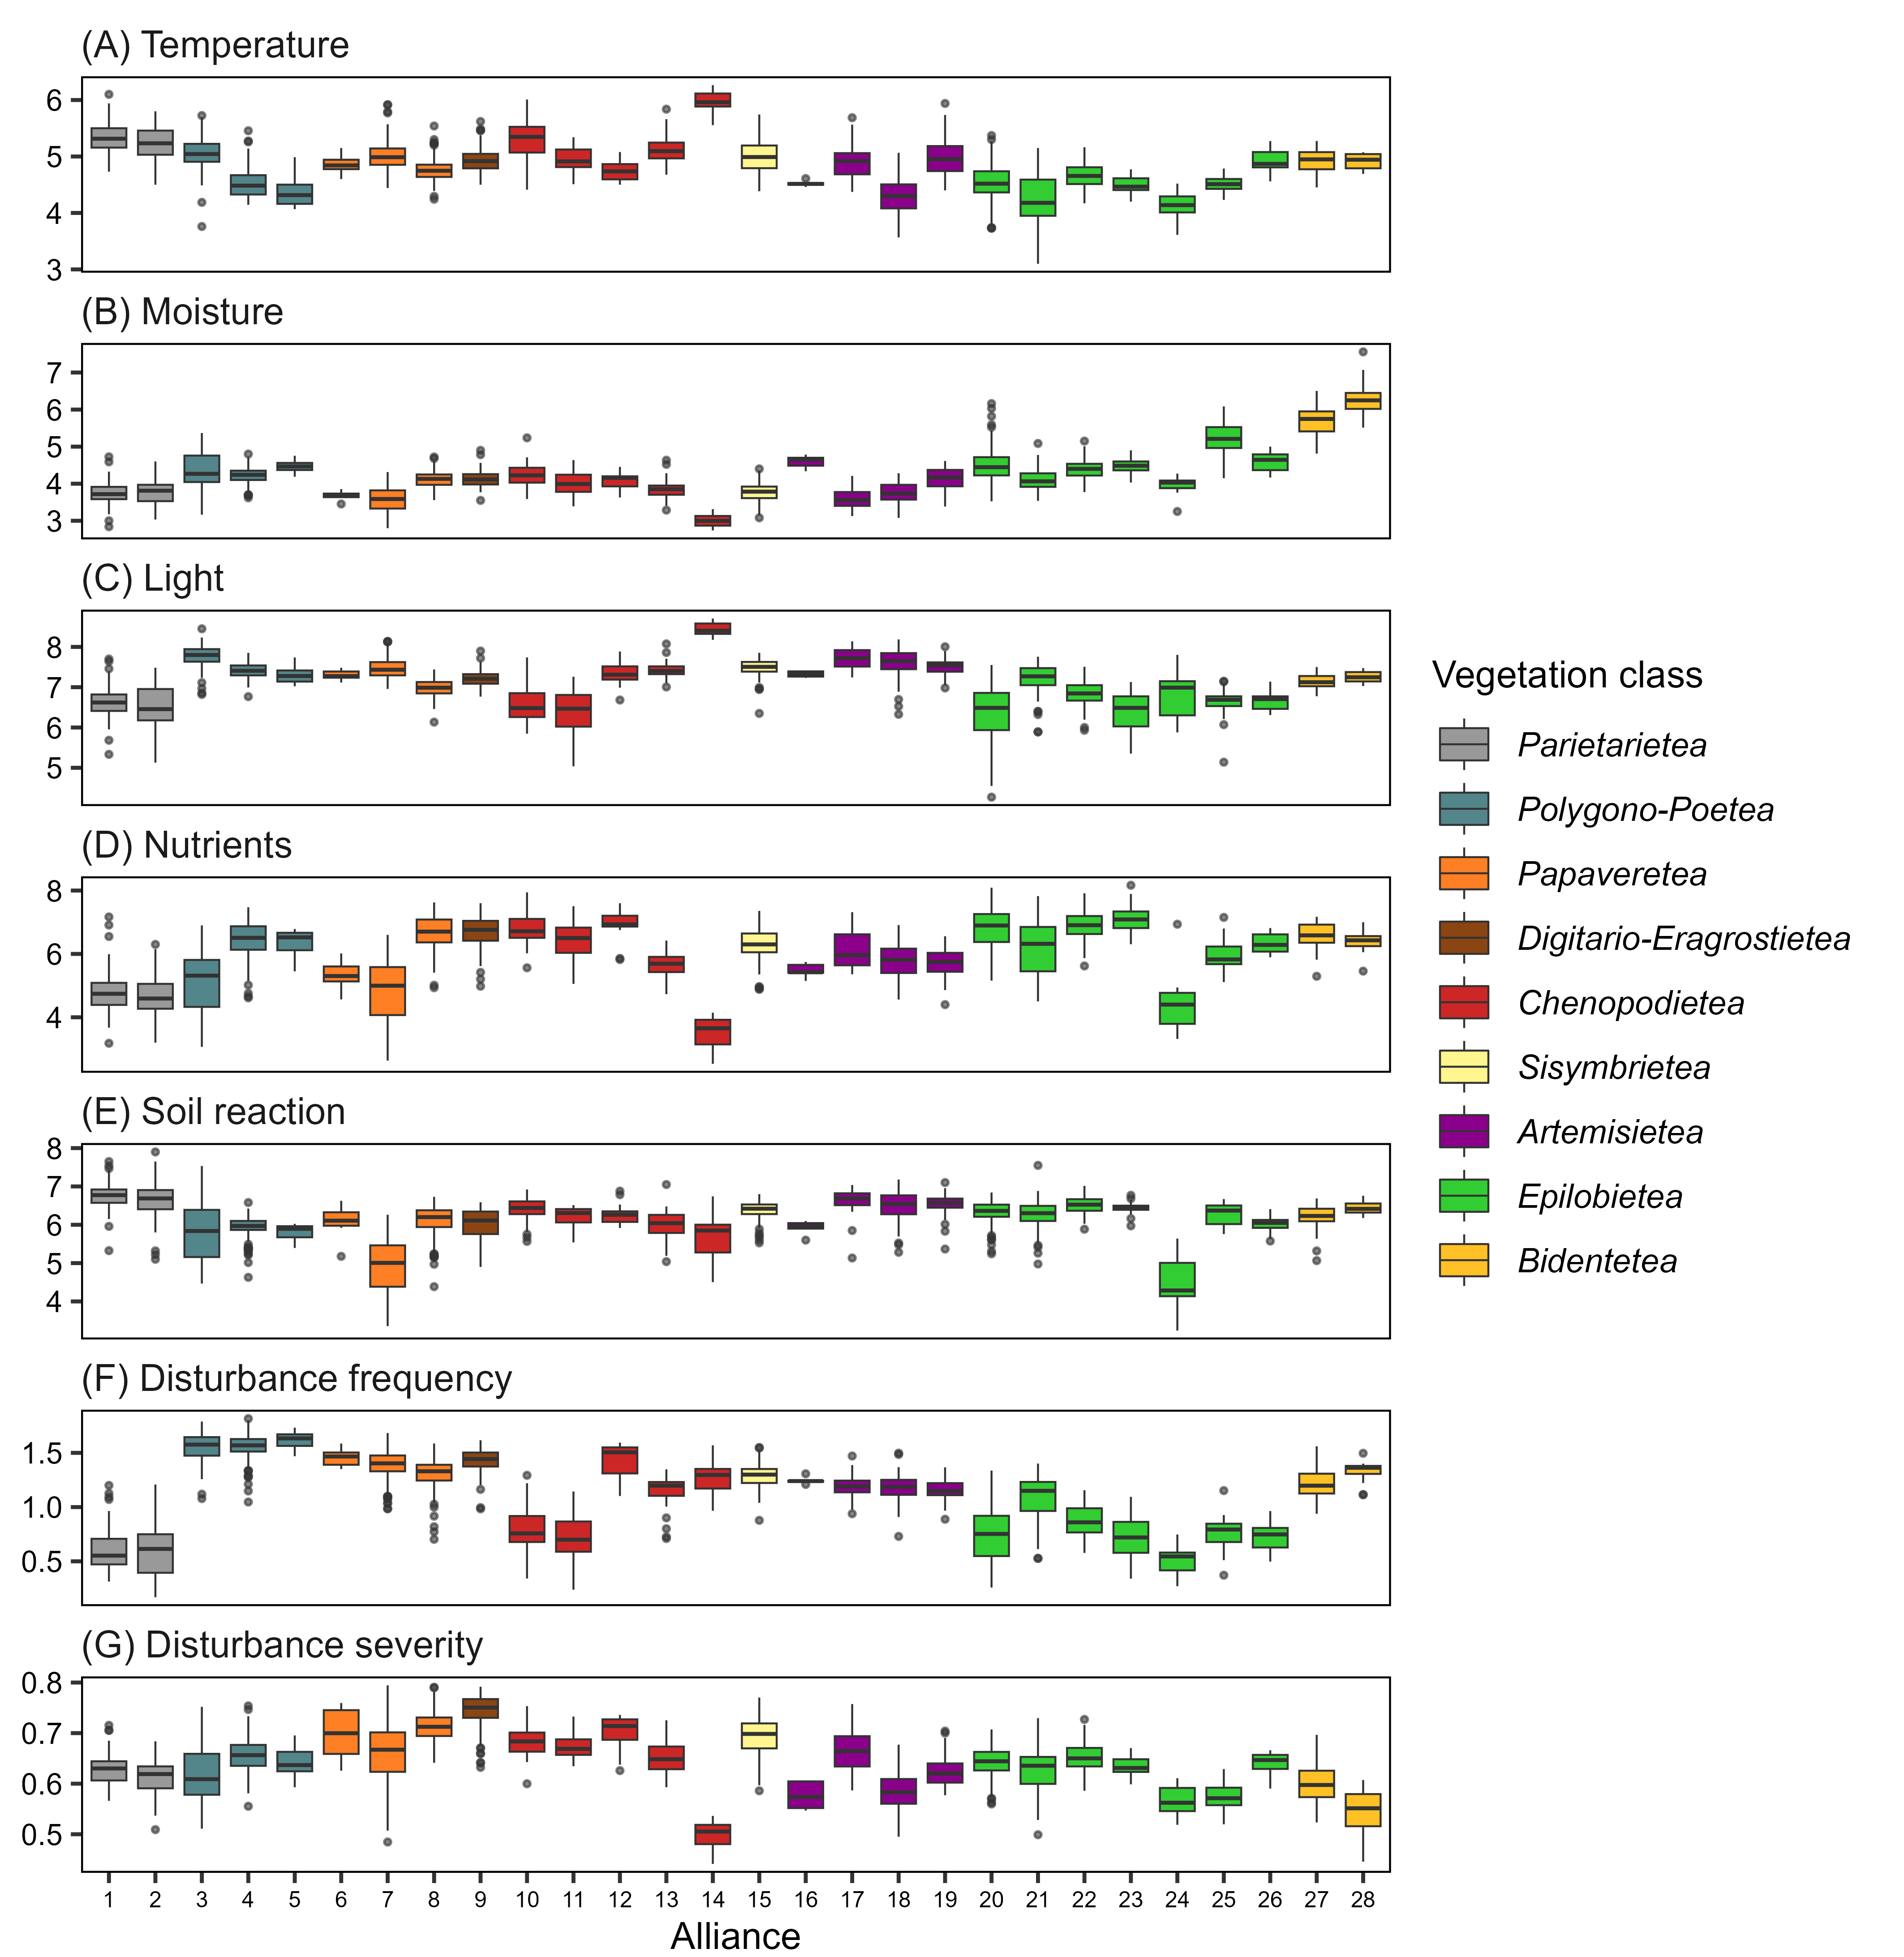 (A) Temperature
6
5
4
3
(B) Moisture
7
6
5
4
3
(C) Light
8
7
6
5
(D) Nutrients
8
6
4
(E) Soil reaction
8
7
6
5
4
(F) Disturbance frequency
1.5
1.0
0.5
(G) Disturbance severity
0.8
0.7
0.6
0.5
1 2 3 4 5 6 7 8 9 10 11 12 13 14 15 16 17 18 19 20 21 22 23 24 25 26 27 28
Alliance
Vegetation class
Parietarietea
Polygono-Poetea
Papaveretea
Digitario-Eragrostietea
Chenopodietea
Sisymbrietea
Artemisietea
Epilobietea
Bidentetea